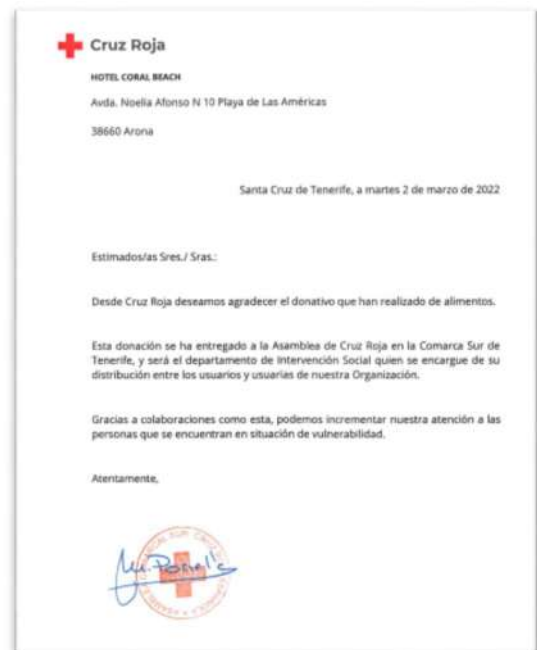 Cruz Roja
HOTEL CORAL BEACH
Avda. Noelia Afonso N 10 Playa de Las Américas
38660 Arona
Santa Cruz de Tenerife, a martes 2 de marzo de 2022
Estimados/as Sres./ Sras.:
Desde Cruz Roja deseamos agradecer el donativo que han realizado de alimentos.
Esta donación se ha entregado a la Asamblea de Cruz Roja en la Comarca Sur de
Tenerife, y será el departamento de Intervención Social quien se encargue de su
distribución entre los usuarios y usuarias de nuestra Organización.
Gracias a colaboraciones como esta, podemos incrementar nuestra atención a las
personas que se encuentran en situación de vulnerabilidad.
Atentamente,